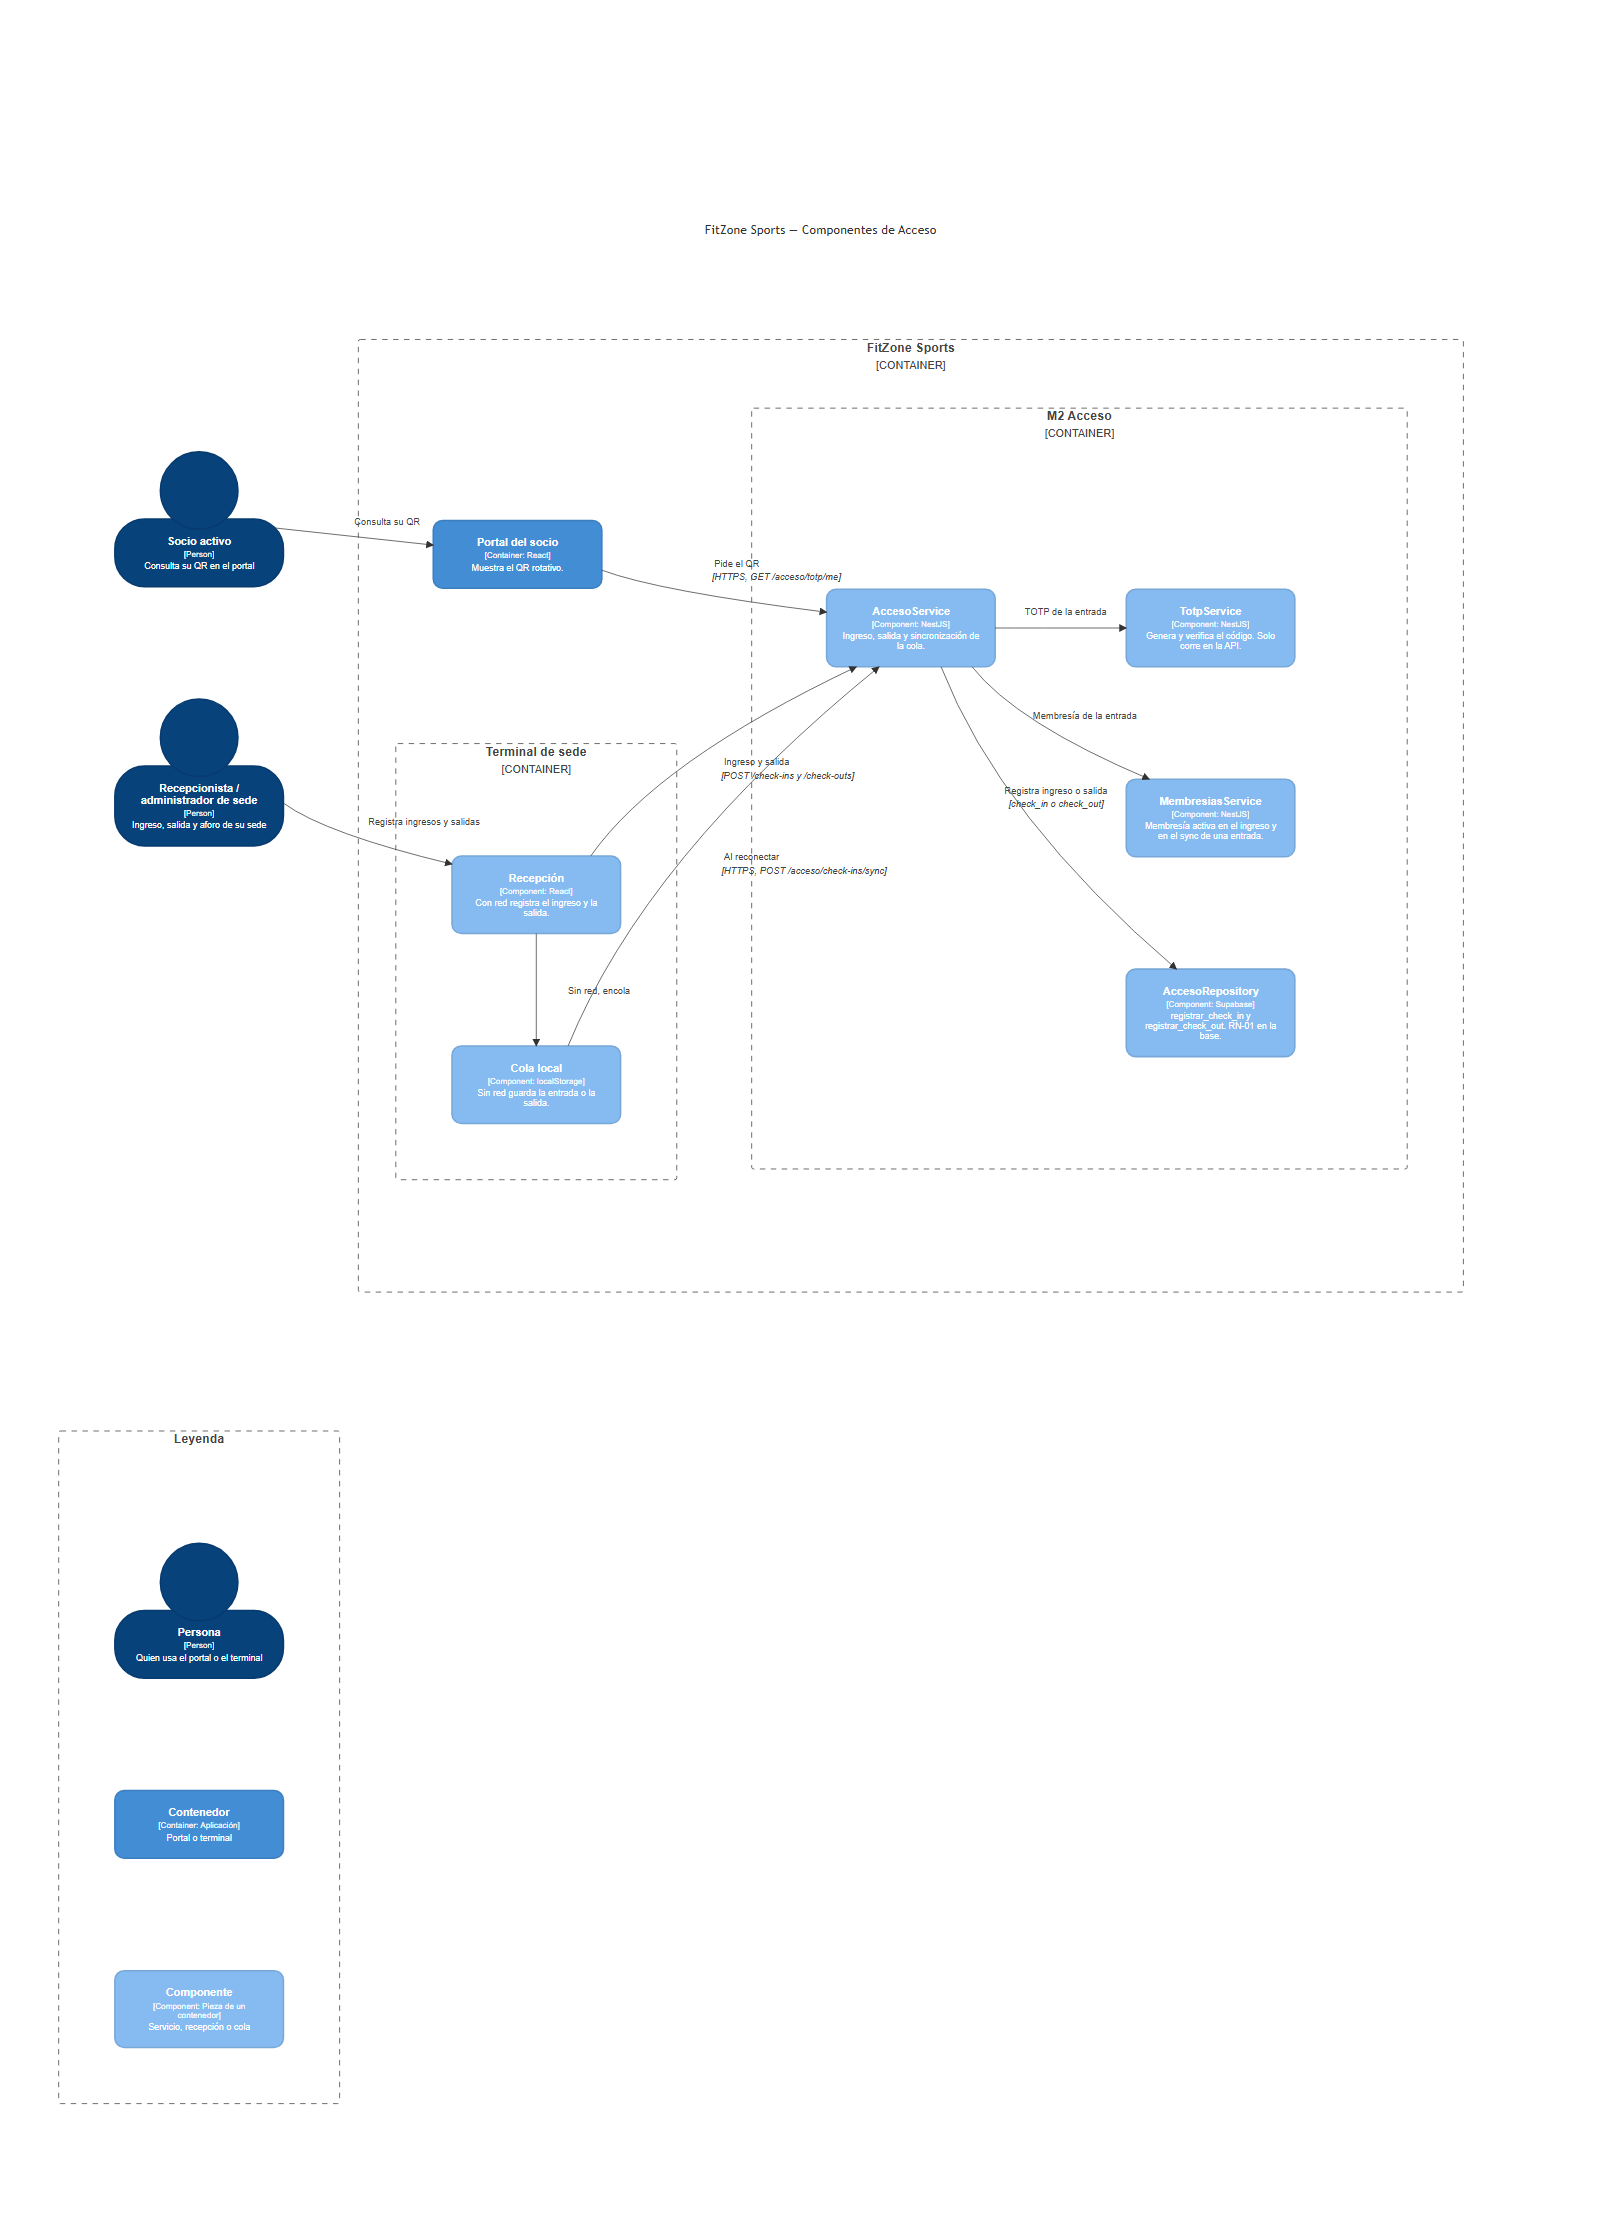 FitZone Sports — Componentes de Acceso
FitZone Sports
[CONTAINER]
M2 Acceso
[CONTAINER]
Socio activo
[Person]
Consulta su QR en el portal
Consulta su QR
Portal del socio
[Container: React]
Muestra el QR rotativo.
Pide el QR
[HTTPS, GET /acceso/totp/me]
AccesoService
[Component: NestJS]
Ingreso, salida y sincronización de
la cola.
TOTP de la entrada
TotpService
[Component: NestJS]
Genera y verifica el código. Solo
corre en la API.
Recepcionista /
administrador de sede
[Person]
Ingreso, salida y aforo de su sede
Registra ingresos y salidas
Terminal de sede
[CONTAINER]
Ingreso y salida
[POST /check-ins y /check-outs]
Membresía de la entrada
Registra ingreso o salida
[check_in o check_out]
MembresiasService
[Component: NestJS]
Membresía activa en el ingreso y
en el sync de una entrada.
Al reconectar
[HTTPS, POST /acceso/check-ins/sync]
Recepción
[Component: React]
Con red registra el ingreso y la
salida.
Sin red, encola
AccesoRepository
[Component: Supabase]
registrar_check_in y
registrar_check_out. RN-01 en la
base.
Cola local
[Component: localStorage]
Sin red guarda la entrada o la
salida.
Leyenda
Persona
[Person]
Quien usa el portal o el terminal
Contenedor
[Container: Aplicación]
Portal o terminal
Componente
[Component: Pieza de un
contenedor]
Servicio, recepción o cola